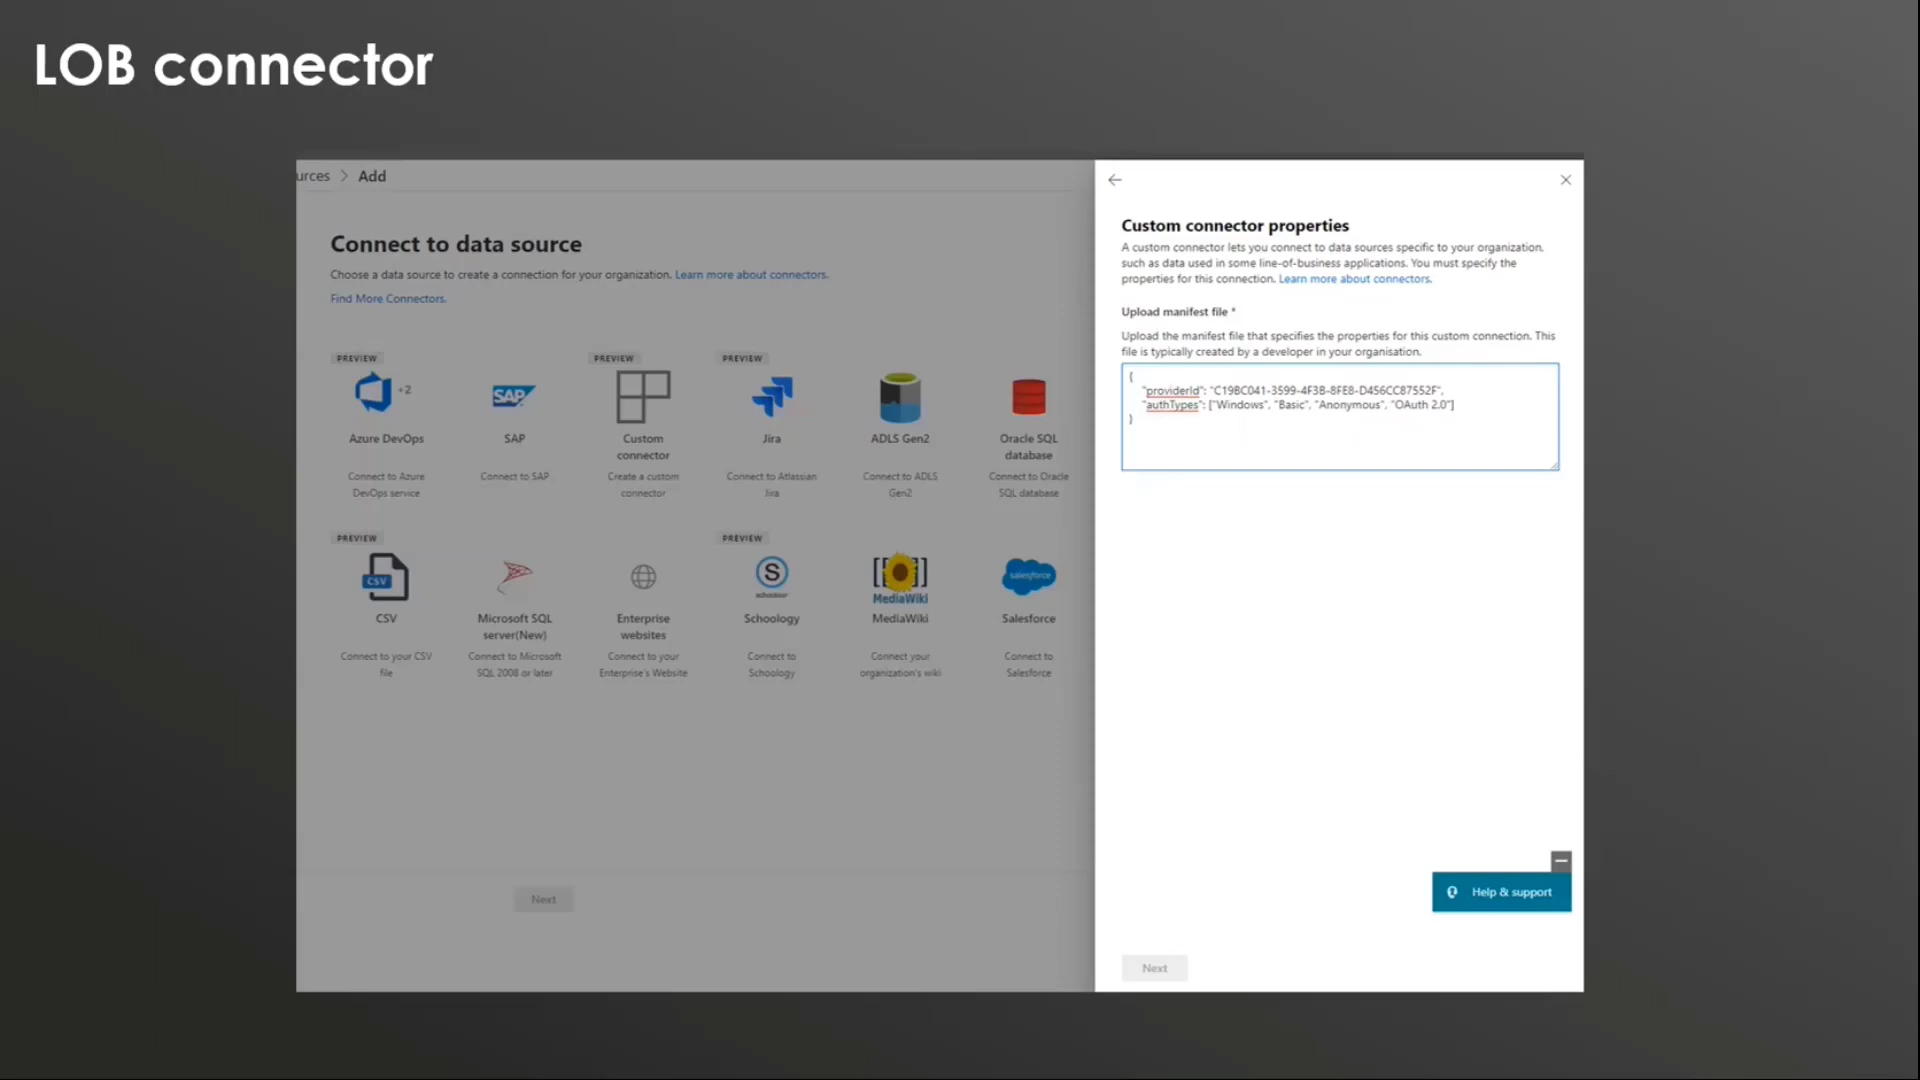 LOB connector
urces > Add
Connect to data source
Choose a data source to create a connection for your organization. Learn more about connectors.
Find More Connectors.
PREVIEW
+2
Azure DevOps
Connect to Azure
DevOps service
SAP
SAP
Connect to SAP
PREVIEW
Custom
connector
Create a custom
connector
PREVIEW
Jira
Connect to Atlassian
Jira
ADLS Gen2
Connect to ADLS
Gen2
Oracle SQL
database
Connect to Oracle
SQL database
PREVIEW
CSV
CSV
Connect to your CSV
file
Microsoft SQL
server(New)
Connect to Microsoft
SQL 2008 or later
Enterprise
websites
Connect to your
Enterprise's Website
PREVIEW
S
schoology
Schoology
Connect to
Schoology
MediaWiki
MediaWiki
Connect your
organization's wiki
salesforce
Salesforce
Connect to
Salesforce
Next
Custom connector properties
A custom connector lets you connect to data sources specific to your organization,
such as data used in some line-of-business applications. You must specify the
properties for this connection. Learn more about connectors.
Upload manifest file *
Upload the manifest file that specifies the properties for this custom connection. This
file is typically created by a developer in your organisation.
{
"providerId": "C19BC041-3599-4F3B-8FE8-D456CC87552F",
"authTypes": ["Windows", "Basic", "Anonymous", "OAuth 2.0"]
}
Help & support
Next